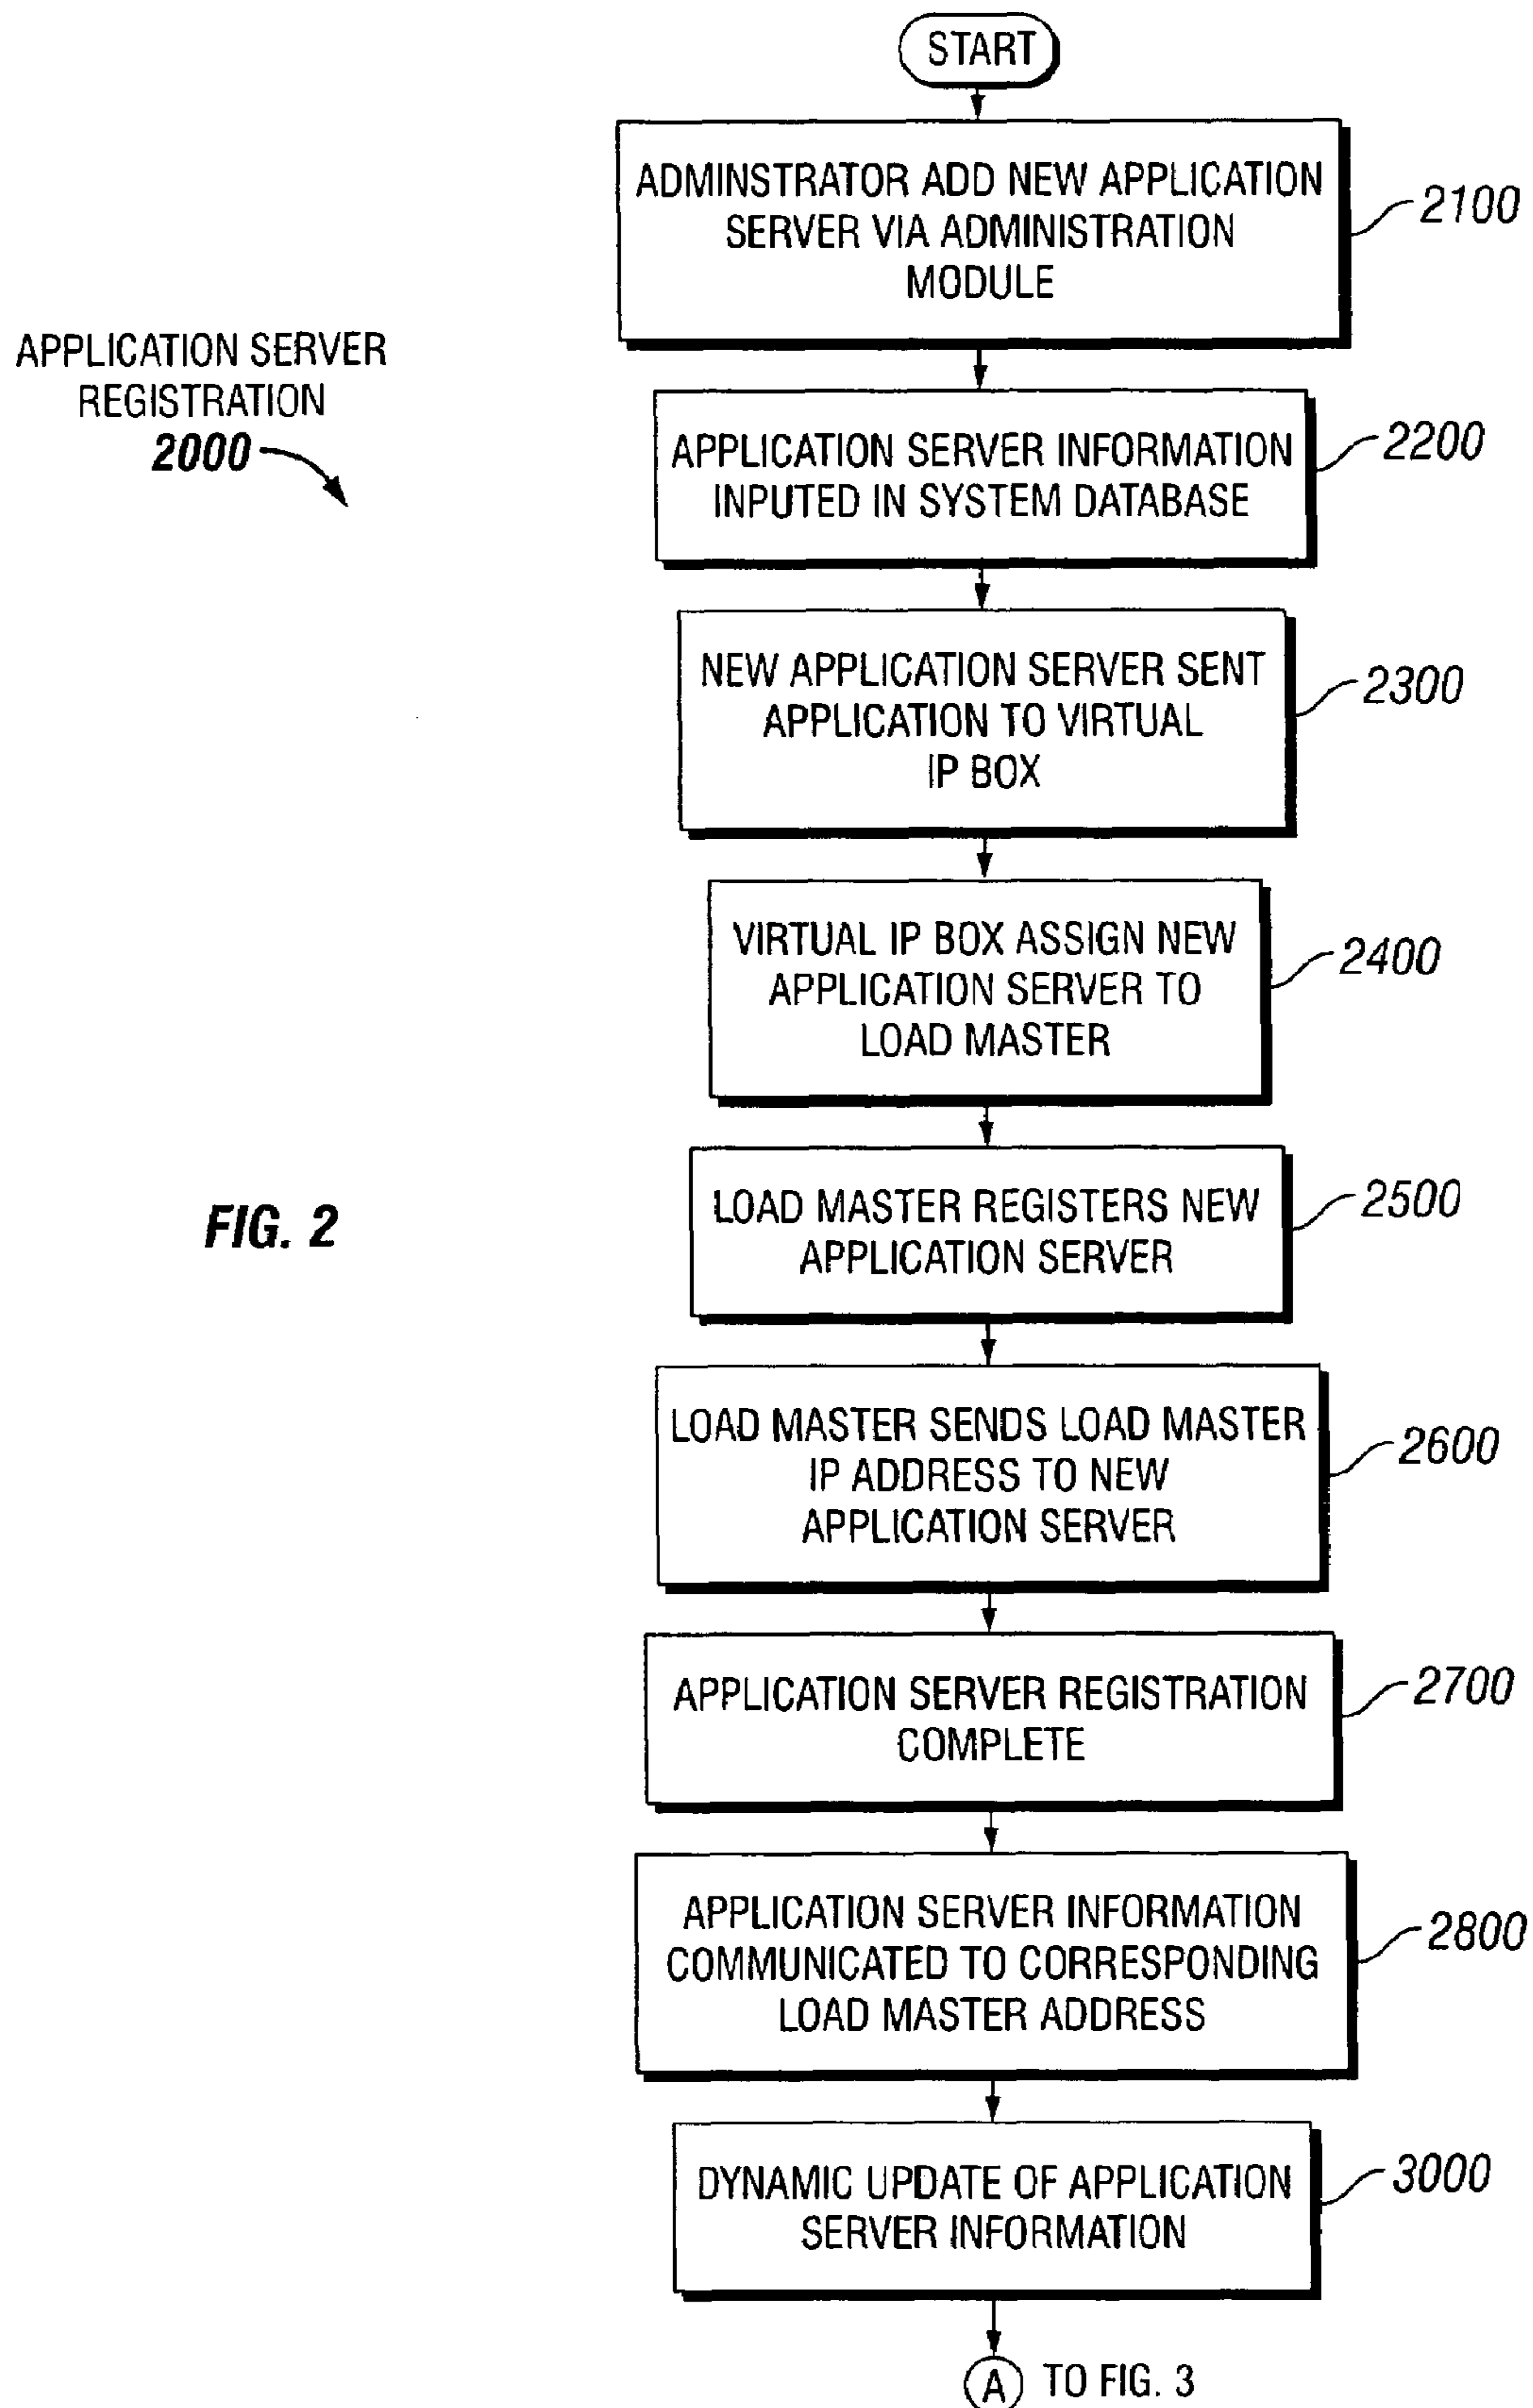 START
ADMINSTRATOR ADD NEW APPLICATION
SERVER VIA ADMINISTRATION
MODULE
2100
APPLICATION SERVER
REGISTRATION
2000
APPLICATION SERVER INFORMATION
INPUTED IN SYSTEM DATABASE
2200
NEW APPLICATION SERVER SENT
APPLICATION TO VIRTUAL
IP BOX
2300
VIRTUAL IP BOX ASSIGN NEW
APPLICATION SERVER TO
LOAD MASTER
2400
FIG. 2
LOAD MASTER REGISTERS NEW
APPLICATION SERVER
2500
LOAD MASTER SENDS LOAD MASTER
IP ADDRESS TO NEW
APPLICATION SERVER
2600
APPLICATION SERVER REGISTRATION
COMPLETE
2700
APPLICATION SERVER INFORMATION
COMMUNICATED TO CORRESPONDING
LOAD MASTER ADDRESS
2800
DYNAMIC UPDATE OF APPLICATION
SERVER INFORMATION
3000
A TO FIG. 3